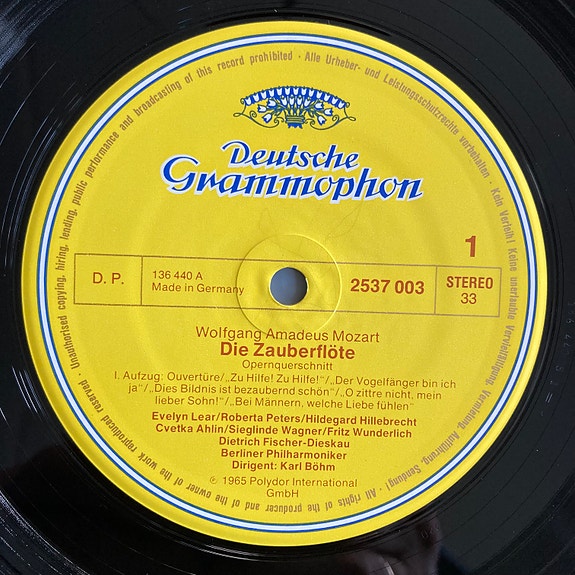 Unauthorised copying, hiring, lending, public performance and broadcasting of this record prohibited · Alle Urheber- und Leistungsschutzrechte vorbehalten · Kein Verleih! Keine unerlaubte Vervielfältigung, Vermietung, Aufführung, Sendung! · All rights of the producer and of the owner of the work reproduced reserved
Deutsche
Grammophon
1
D. P.
136 440 A
Made in Germany
2537 003
STEREO
33
Wolfgang Amadeus Mozart
Die Zauberflöte
Opernquerschnitt
I. Aufzug: Ouvertüre/„Zu Hilfe! Zu Hilfe!“/„Der Vogelfänger bin ich
ja“/„Dies Bildnis ist bezaubernd schön“/„O zittre nicht, mein
lieber Sohn!“/„Bei Männern, welche Liebe fühlen“
Evelyn Lear/Roberta Peters/Hildegard Hillebrecht
Cvetka Ahlin/Sieglinde Wagner/Fritz Wunderlich
Dietrich Fischer-Dieskau
Berliner Philharmoniker
Dirigent: Karl Böhm
℗ 1965 Polydor International
GmbH